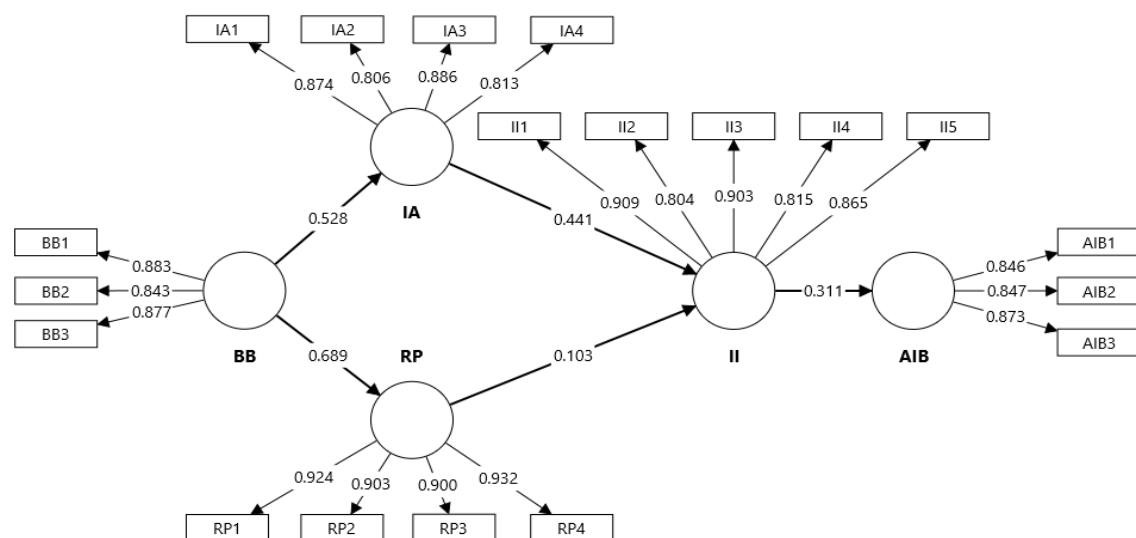 IA1 IA2 IA3 IA4
0.874 0.806 0.886 0.813
II1 II2 II3 II4 II5
0.909 0.804 0.903 0.815 0.865
IA
0.528 0.441
BB1 0.883
BB2 0.843
BB3 0.877
0.311
0.846 AIB1
0.847 AIB2
0.873 AIB3
BB RP II AIB
0.689 0.103
0.924 0.903 0.900 0.932
RP1 RP2 RP3 RP4